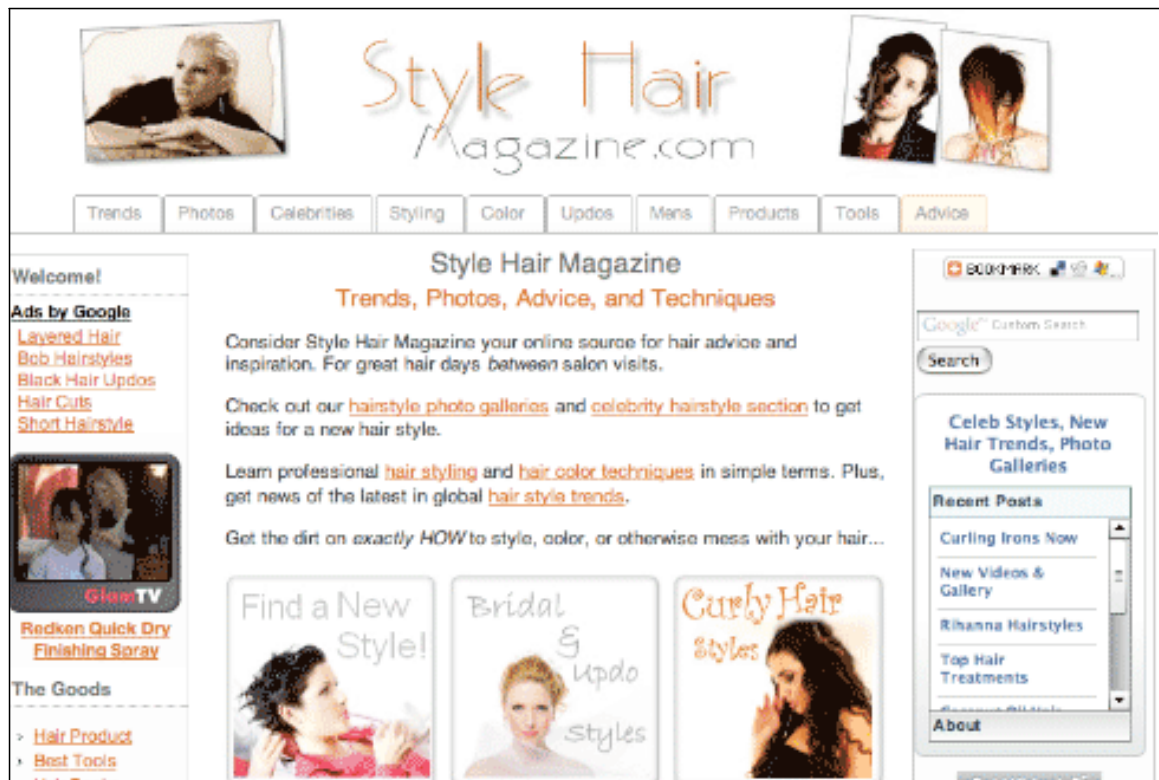 Style Hair
Magazine.com
Trends
Photos
Celebrities
Styling
Color
Updos
Mens
Products
Tools
Advice
Welcome!
Ads by Google
Layered Hair
Bob Hairstyles
Black Hair Updos
Hair Cuts
Short Hairstyle
GlamTV
Redken Quick Dry
Finishing Spray
The Goods
Hair Product
Best Tools
Style Hair Magazine
Trends, Photos, Advice, and Techniques
Consider Style Hair Magazine your online source for hair advice and
inspiration. For great hair days between salon visits.
Check out our hairstyle photo galleries and celebrity hairstyle section to get
ideas for a new hair style.
Learn professional hair styling and hair color techniques in simple terms. Plus,
get news of the latest in global hair style trends.
Get the dirt on exactly HOW to style, color, or otherwise mess with your hair...
Find a New
Style!
Bridal
&
Updo
Styles
Curly Hair
Styles
BOOKMARK
Google™ Custom Search
Search
Celeb Styles, New
Hair Trends, Photo
Galleries
Recent Posts
Curling Irons Now
New Videos &
Gallery
Rihanna Hairstyles
Top Hair
Treatments
About